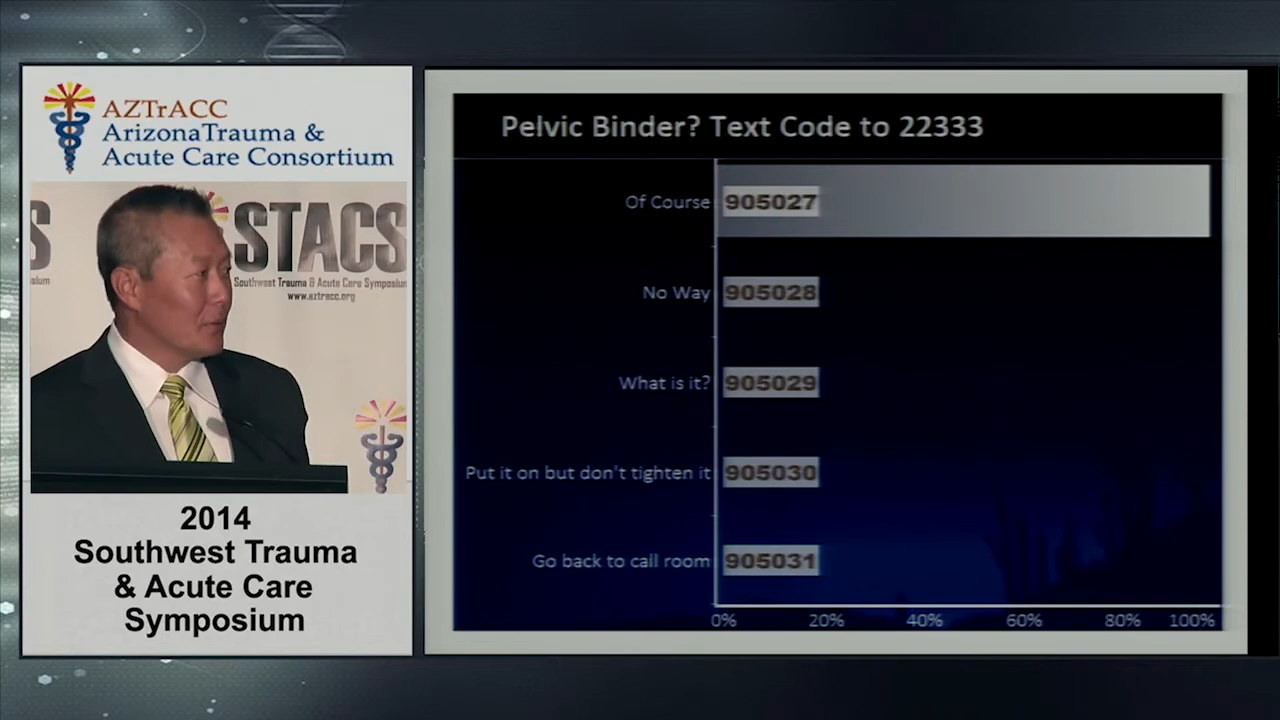 AZTrACC
ArizonaTrauma &
Acute Care Consortium
S
STACS
Southwest Trauma & Acute Care Symposium
www.aztracc.org
2014
Southwest Trauma
& Acute Care
Symposium
Pelvic Binder? Text Code to 22333
Of Course 905027
No Way 905028
What is it? 905029
Put it on but don't tighten it 905030
Go back to call room 905031
0% 20% 40% 60% 80% 100%